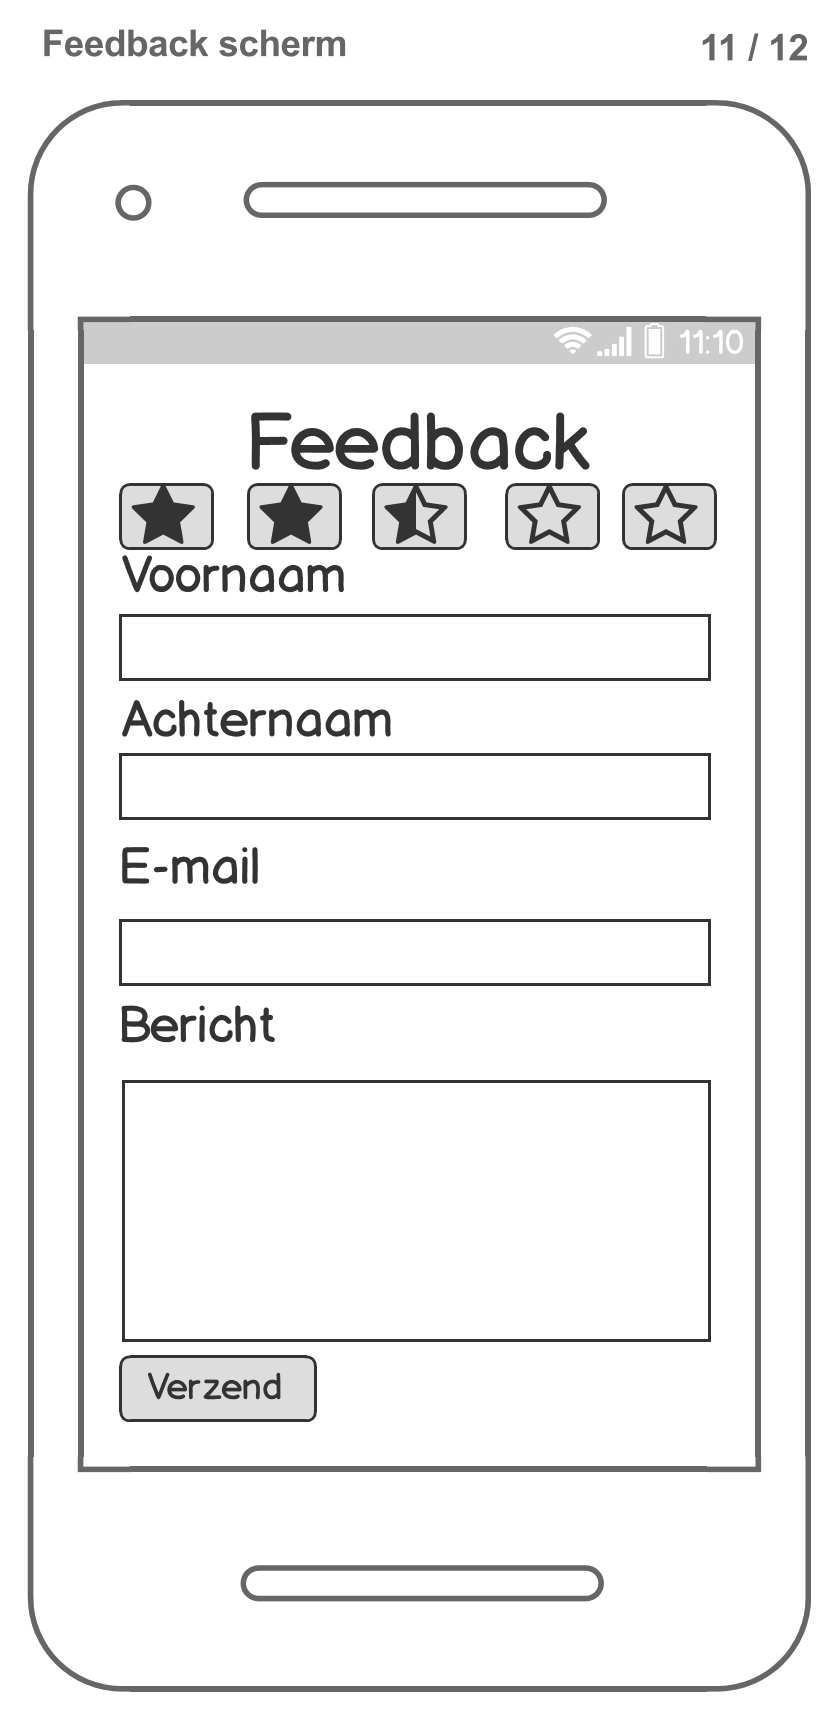 Feedback scherm
11 / 12
11:10
Feedback
Voornaam
Achternaam
E-mail
Bericht
Verzend